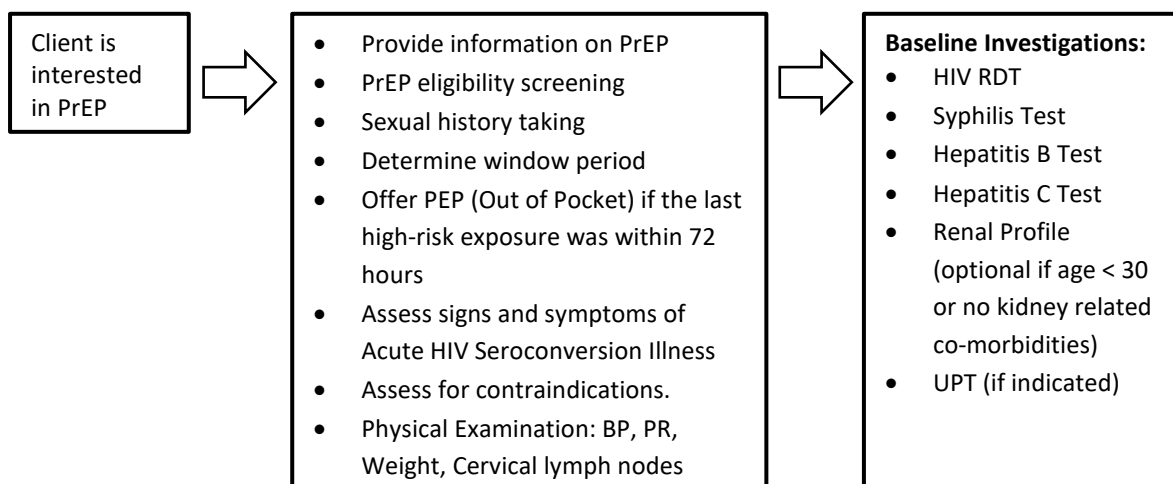 Client is
interested
in PrEP
• Provide information on PrEP
• PrEP eligibility screening
• Sexual history taking
• Determine window period
• Offer PEP (Out of Pocket) if the last
high-risk exposure was within 72
hours
• Assess signs and symptoms of
Acute HIV Seroconversion Illness
• Assess for contraindications.
• Physical Examination: BP, PR,
Weight, Cervical lymph nodes
Baseline Investigations:
• HIV RDT
• Syphilis Test
• Hepatitis B Test
• Hepatitis C Test
• Renal Profile
(optional if age < 30
or no kidney related
co-morbidities)
• UPT (if indicated)